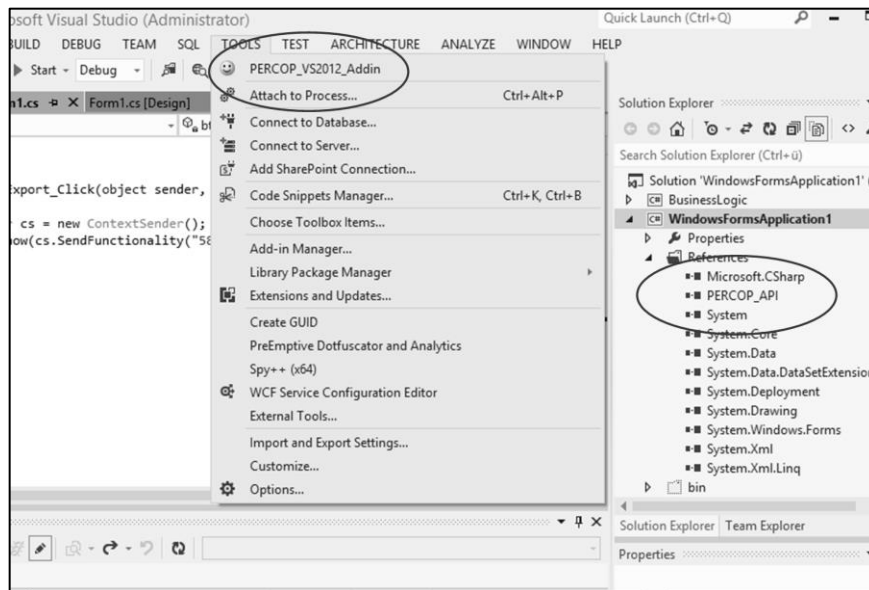 osoft Visual Studio (Administrator)
Quick Launch (Ctrl+Q)
BUILD DEBUG TEAM SQL TOOLS TEST ARCHITECTURE ANALYZE WINDOW HELP
Start Debug
PERCOP_VS2012_Addin
Attach to Process... Ctrl+Alt+P
Connect to Database...
Connect to Server...
Add SharePoint Connection...
Code Snippets Manager... Ctrl+K, Ctrl+B
Choose Toolbox Items...
Add-in Manager...
Library Package Manager
Extensions and Updates...
Create GUID
PreEmptive Dotfuscator and Analytics
Spy++ (x64)
WCF Service Configuration Editor
External Tools...
Import and Export Settings...
Customize...
Options...
m1.cs Form1.cs [Design]
Export_Click(object sender,
r cs = new ContextSender();
ow(cs.SendFunctionality("58
Solution Explorer
Search Solution Explorer (Ctrl+ü)
Solution 'WindowsFormsApplication1' (
C# BusinessLogic
C# WindowsFormsApplication1
Properties
References
Microsoft.CSharp
PERCOP_API
System
System.Core
System.Data
System.Data.DataSetExtension
System.Deployment
System.Drawing
System.Windows.Forms
System.Xml
System.Xml.Linq
bin
Solution Explorer Team Explorer
Properties